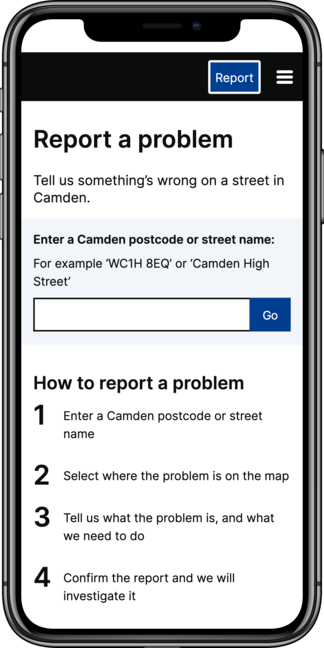 Report
Report a problem
Tell us something’s wrong on a street in
Camden.
Enter a Camden postcode or street name:
For example ‘WC1H 8EQ’ or ‘Camden High
Street’
Go
How to report a problem
1 Enter a Camden postcode or street
name
2 Select where the problem is on the map
3 Tell us what the problem is, and what
we need to do
4 Confirm the report and we will
investigate it